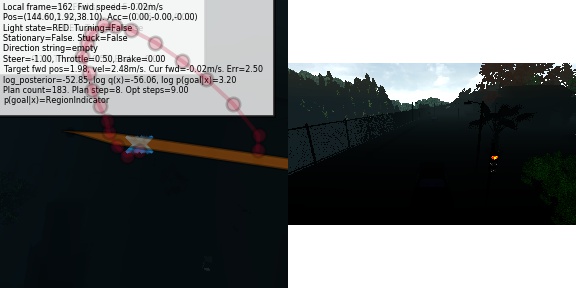 Local frame=162. Fwd speed=-0.02m/s
Pos=(144.60,1.92,38.10). Acc=(0.00;-0.00,-0.00)
Light state=RED. Turning=False
Stationary=False. Stuck=False
Direction string=empty
Steer=-1.00, Throttle=0.50, Brake=0.00
Target fwd pos=1.98, vel=2.48m/s. Cur fwd=-0.02m/s. Err=2.50
log_posterior=-52.85, log q(x)=-56.06, log p(goal|x)=3.20
Plan count=183. Plan step=8. Opt steps=9.00
p(goal|x)=RegionIndicator